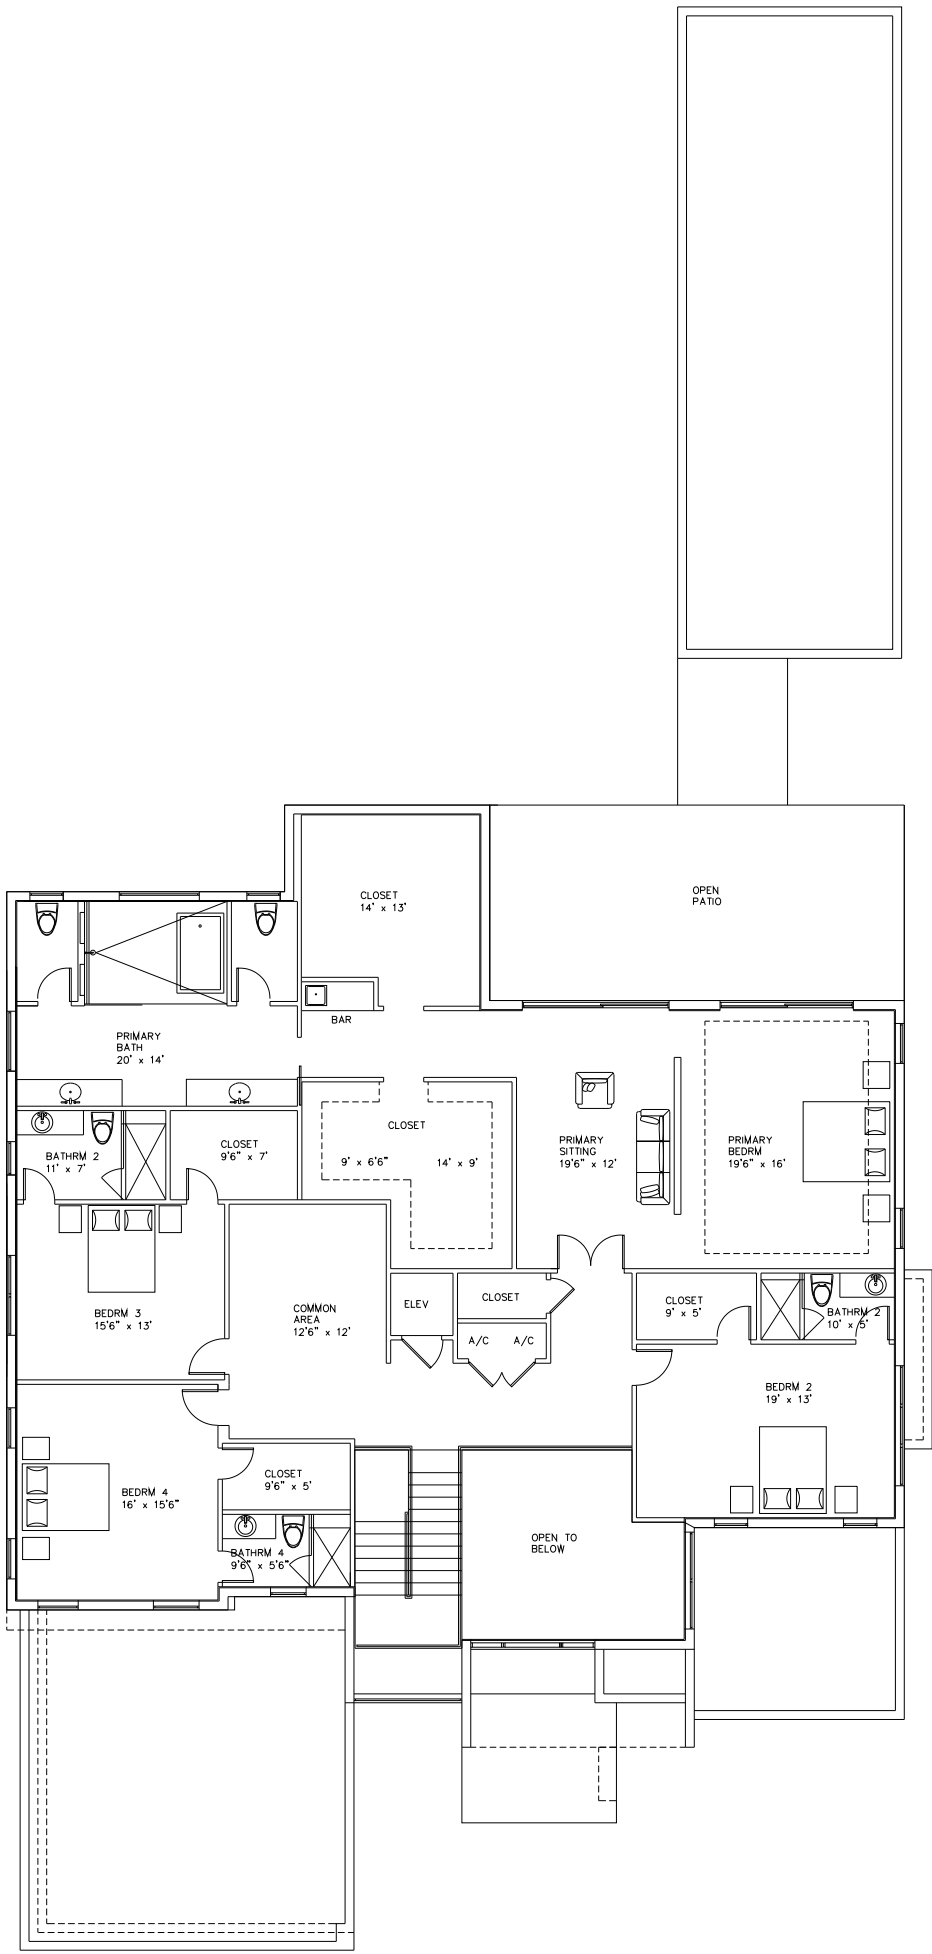 CLOSET
14' x 13'
OPEN
PATIO
BAR
PRIMARY
BATH
20' x 14'
CLOSET
9' x 6'6"
14' x 9'
PRIMARY
SITTING
19'6" x 12'
PRIMARY
BEDRM
19'6" x 16'
BATHRM 2
11' x 7'
CLOSET
9'6" x 7'
BEDRM 3
15'6" x 13'
COMMON
AREA
12'6" x 12'
ELEV
CLOSET
A/C
A/C
CLOSET
9' x 5'
BATHRM 2
10' x 5'
BEDRM 2
19' x 13'
BEDRM 4
16' x 15'6"
CLOSET
9'6" x 5'
BATHRM 4
9'6" x 5'6"
OPEN TO
BELOW